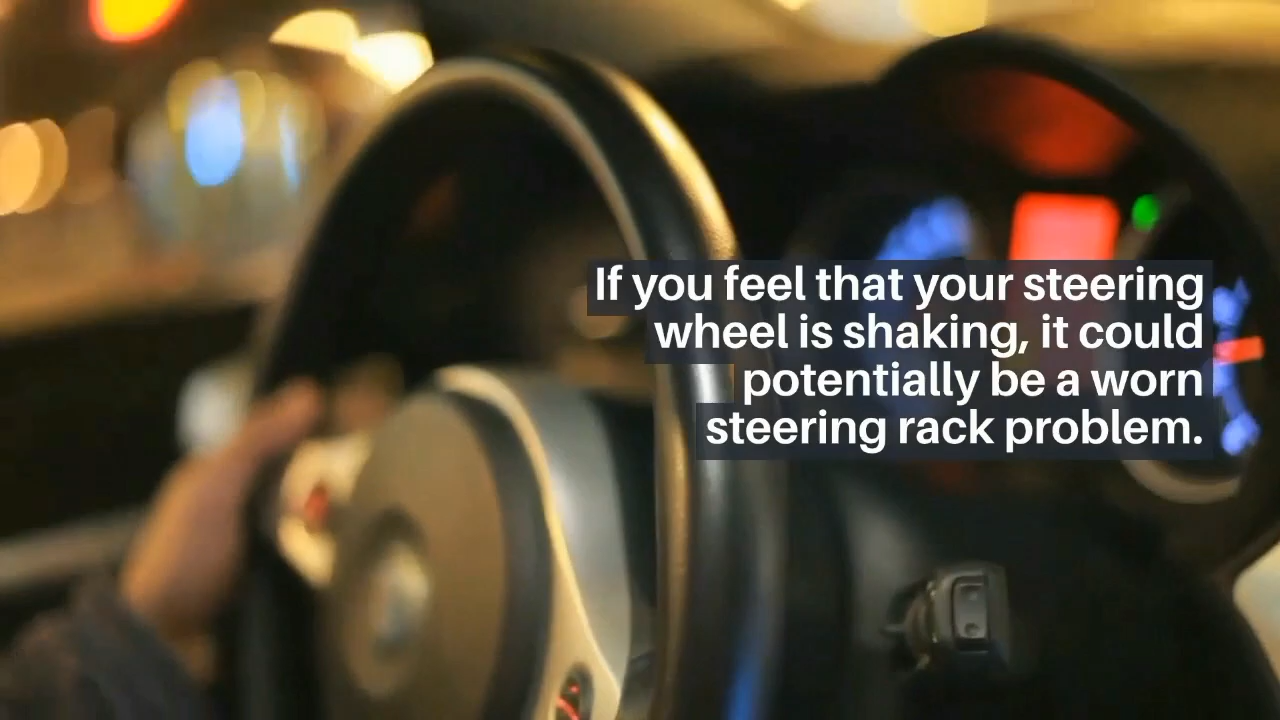 If you feel that your steering
wheel is shaking, it could
potentially be a worn
steering rack problem.